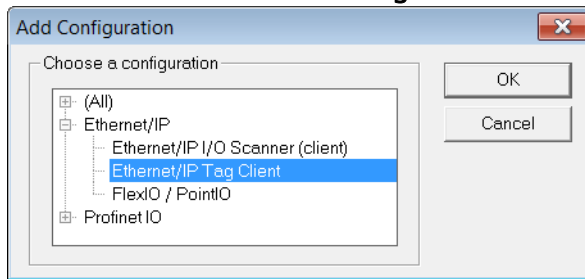 Add Configuration
Choose a configuration
OK
(All)
Ethernet/IP
Cancel
Ethernet/IP I/O Scanner (client)
Ethernet/IP Tag Client
FlexIO / PointIO
Profinet IO